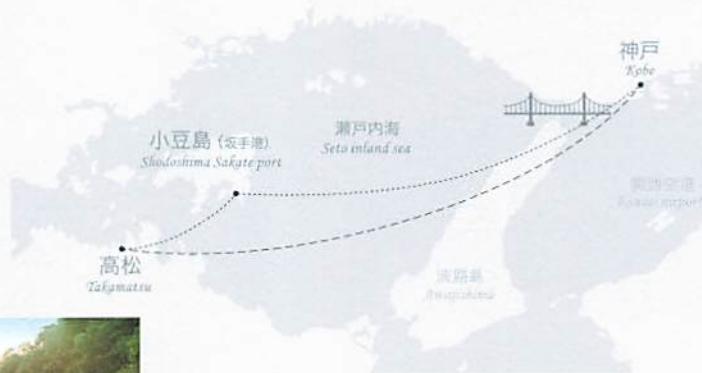 神戸
Kobe
瀬戸内海
Seto inland sea
小豆島 (坂手港)
Shodoshima Sakate port
関西空港
Kansai airport
高松
Takamatsu
淡路島
Awajishima